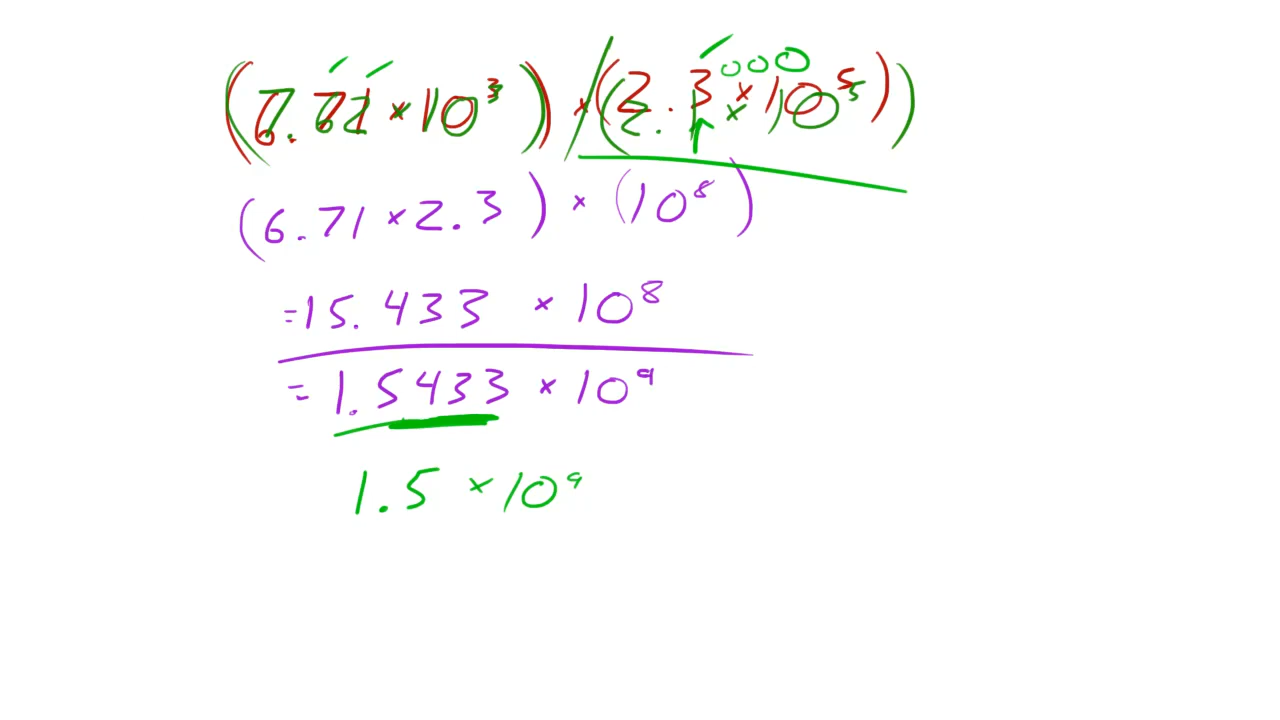 (6.71 × 10³) × (2.3 × 10⁵)
(6.71 × 2.3) × (10⁸)
= 15.433 × 10⁸
= 1.5433 × 10⁹
1.5 × 10⁹